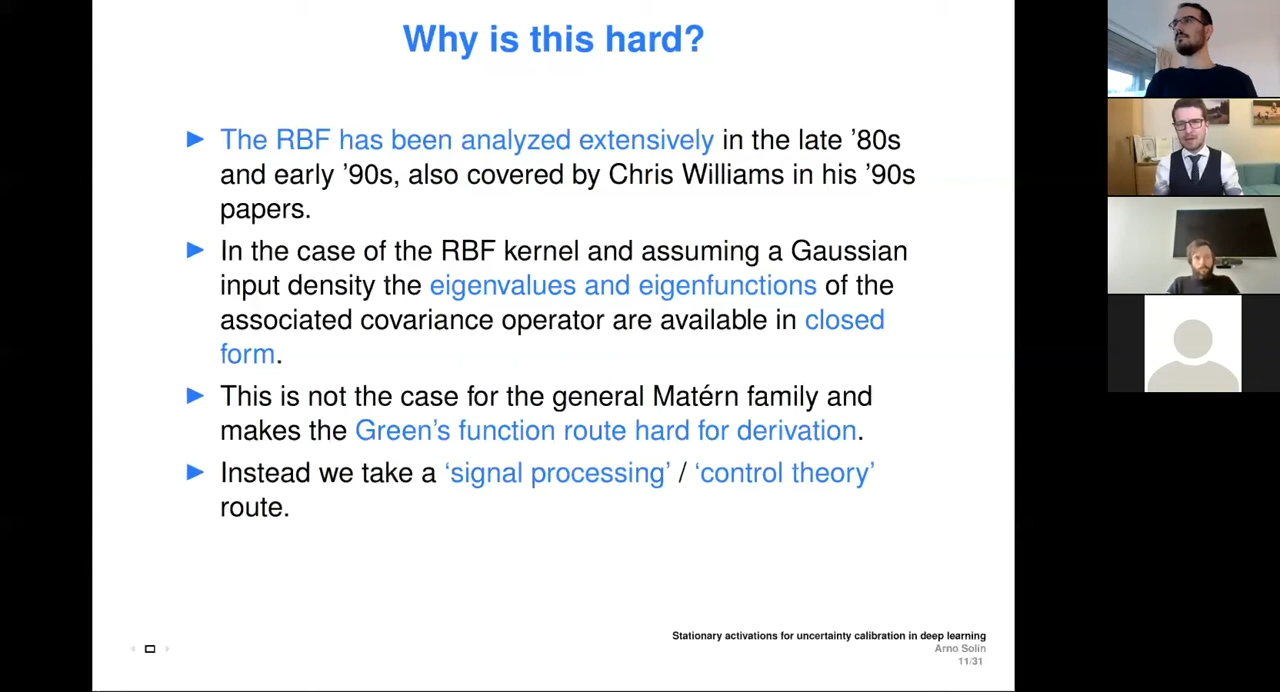 Why is this hard?
The RBF has been analyzed extensively in the late ’80s
and early ’90s, also covered by Chris Williams in his ’90s
papers.
In the case of the RBF kernel and assuming a Gaussian
input density the eigenvalues and eigenfunctions of the
associated covariance operator are available in closed
form.
This is not the case for the general Matérn family and
makes the Green’s function route hard for derivation.
Instead we take a ‘signal processing’ / ‘control theory’
route.
Stationary activations for uncertainty calibration in deep learning
Arno Solin
11/31